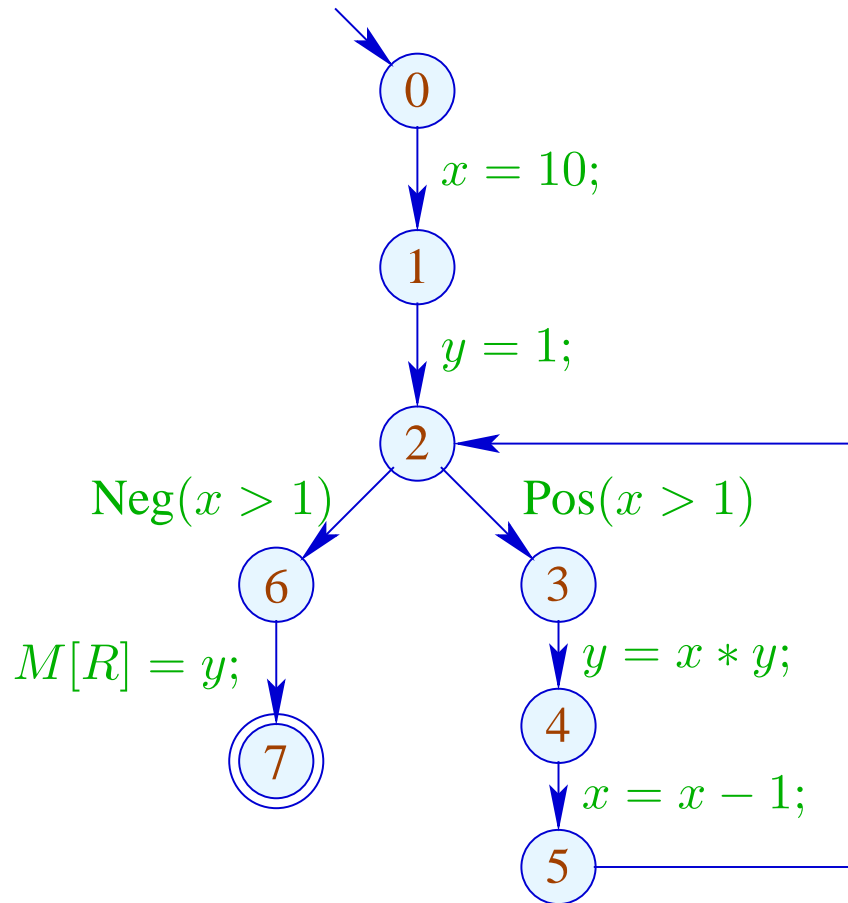 0
x = 10;
1
y = 1;
2
Neg(x > 1)
Pos(x > 1)
6
3
M[R] = y;
y = x ∗ y;
4
7
x = x − 1;
5